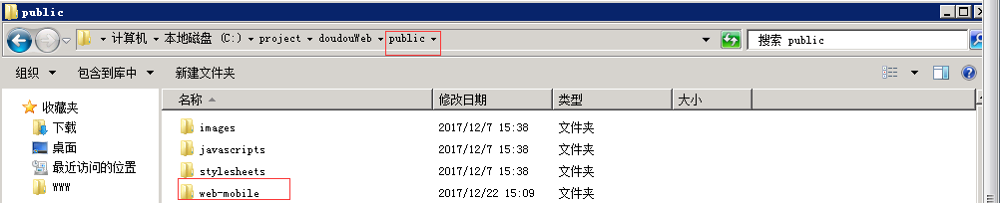 public
计算机 本地磁盘 (C:) project doudouWeb public 搜索 public
组织 包含到库中 新建文件夹
收藏夹
下载
桌面
最近访问的位置
WWW
名称 修改日期 类型 大小
images 2017/12/7 15:38 文件夹
javascripts 2017/12/7 15:38 文件夹
stylesheets 2017/12/7 15:38 文件夹
web-mobile 2017/12/22 15:09 文件夹